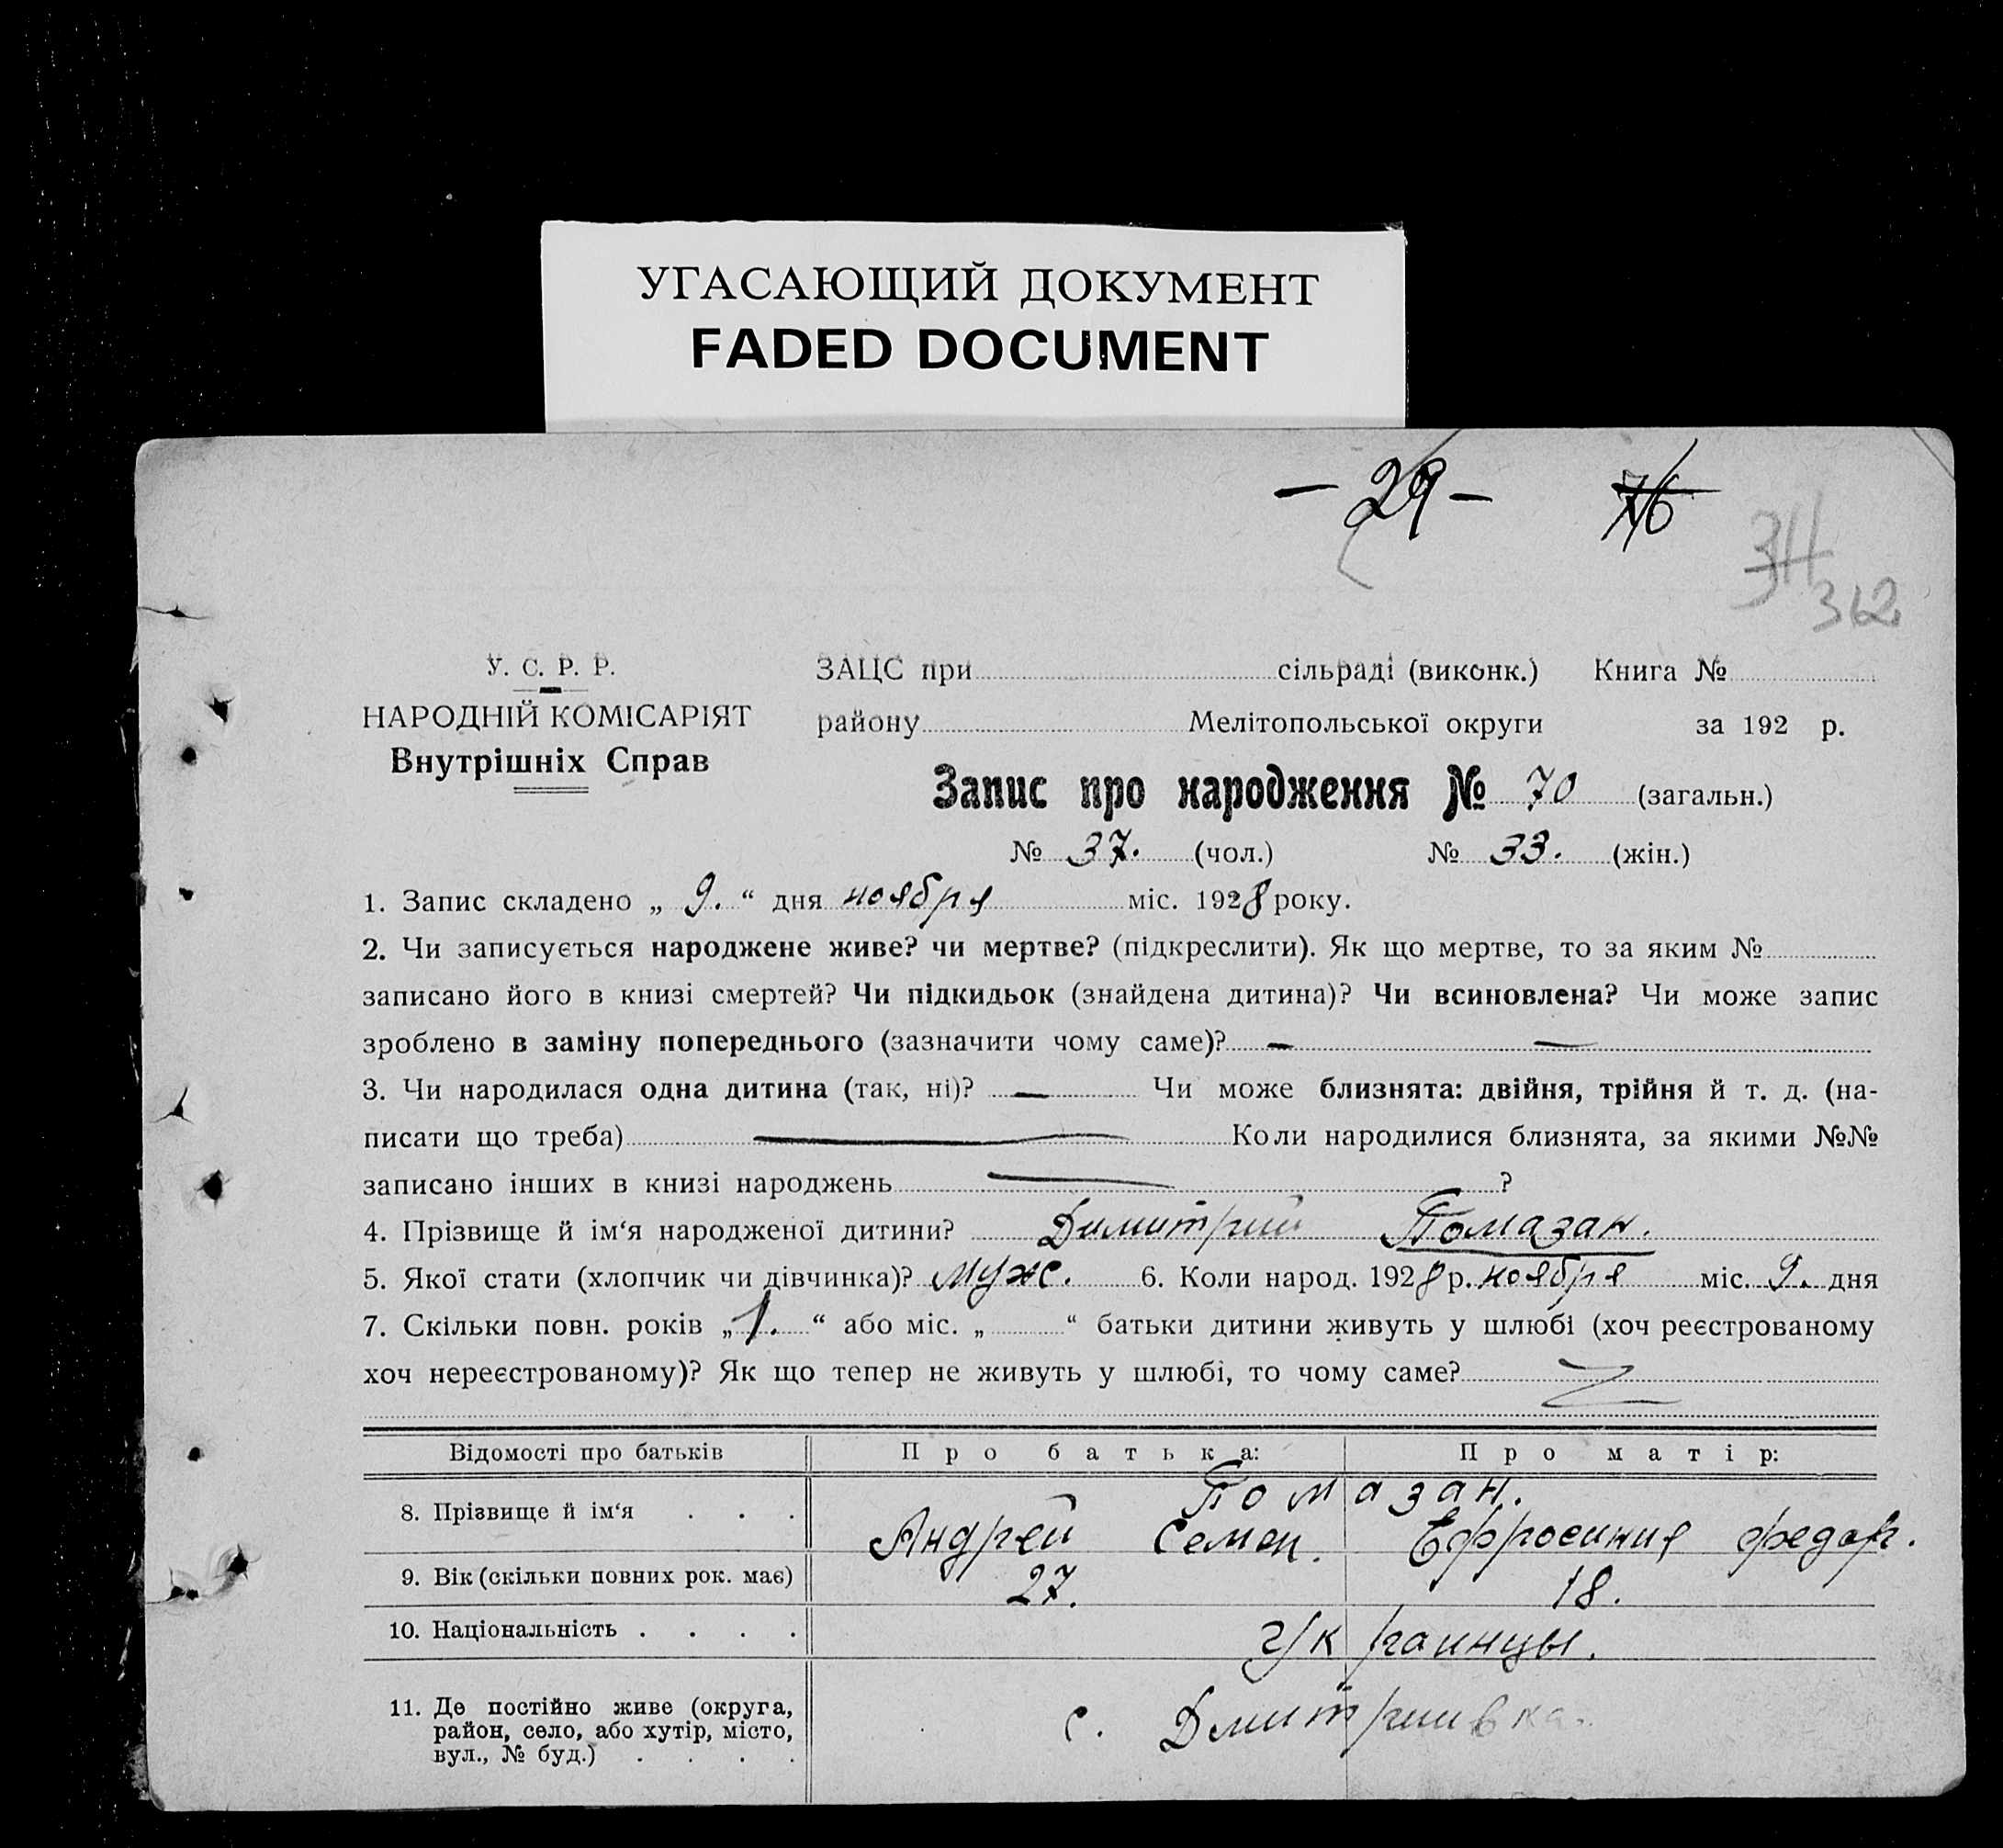 УГАСАЮЩИЙ ДОКУМЕНТ
FADED DOCUMENT
— 29 — 76
34
362
У. С. Р. Р.
НАРОДНІЙ КОМІСАРІЯТ
Внутрішніх Справ
ЗАЦС при сільраді (виконк.) Книга №
району Мелітопольської округи за 192 р.
Запис про народження № 70 (загальн.)
№ 37. (чол.) № 33. (жін.)
1. Запис складено „ 9. “ дня ноября міс. 1928 року.
2. Чи записується народжене живе? чи мертве? (підкреслити). Як що мертве, то за яким №
записано його в книзі смертей? Чи підкидьок (знайдена дитина)? Чи всиновлена? Чи може запис
зроблено в заміну попереднього (зазначити чому саме)? — —
3. Чи народилася одна дитина (так, ні)? — Чи може близнята: двійня, трійня й т. д. (на-
писати що треба) — Коли народилися близнята, за якими №№
записано інших в книзі народжень — ?
4. Прізвище й ім‘я народженої дитини? Димитрий Помазан.
5. Якої стати (хлопчик чи дівчинка)? муж. 6. Коли народ. 1928 р. ноября міс. 9. дня
7. Скільки повн. років „ 1. “ або міс. „ “ батьки дитини живуть у шлюбі (хоч реєстрованому
хоч нереєстрованому)? Як що тепер не живуть у шлюбі, то чому саме?
Відомості про батьків Про батька: Про матір:
Помазан.
8. Прізвище й ім‘я . . . Андрей Семен. Ефросиния Федор.
9. Вік (скільки повних рок. має) 27. 18.
10. Національність . . . . Украинцы.
11. Де постійно живе (округа,
район, село, або хутір, місто,
вул., № буд.) . . . .
с. Дмитриивка.